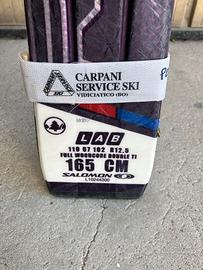 CARPANI
SERVICE SKI
SKI
VIDICIATICO (BO)
LAB
119 67 102 R12.5
FULL WOODCORE DOUBLE TI
165 CM
SALOMON
L10244300